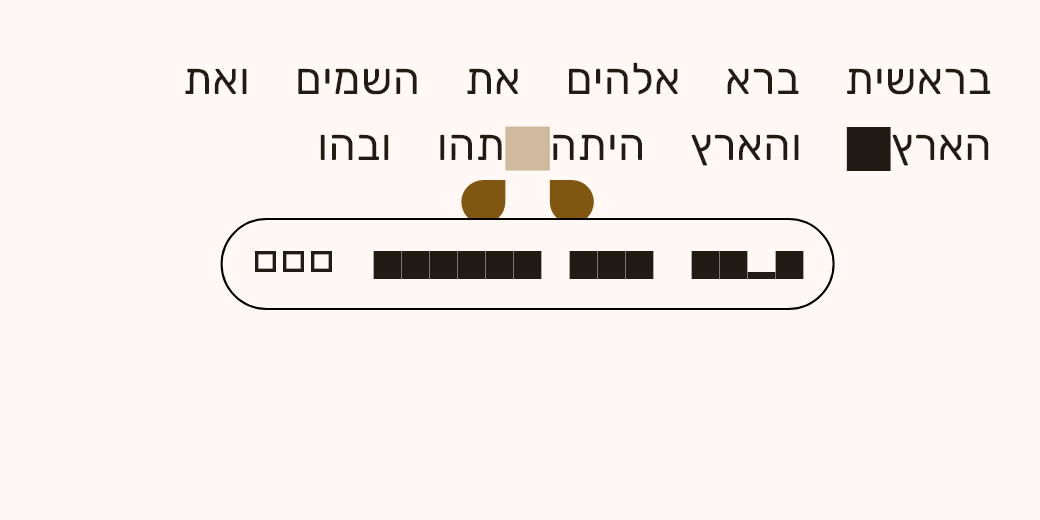 בראשית ברא אלהים את השמים ואת
הארץ והארץ היתה תהו ובהו